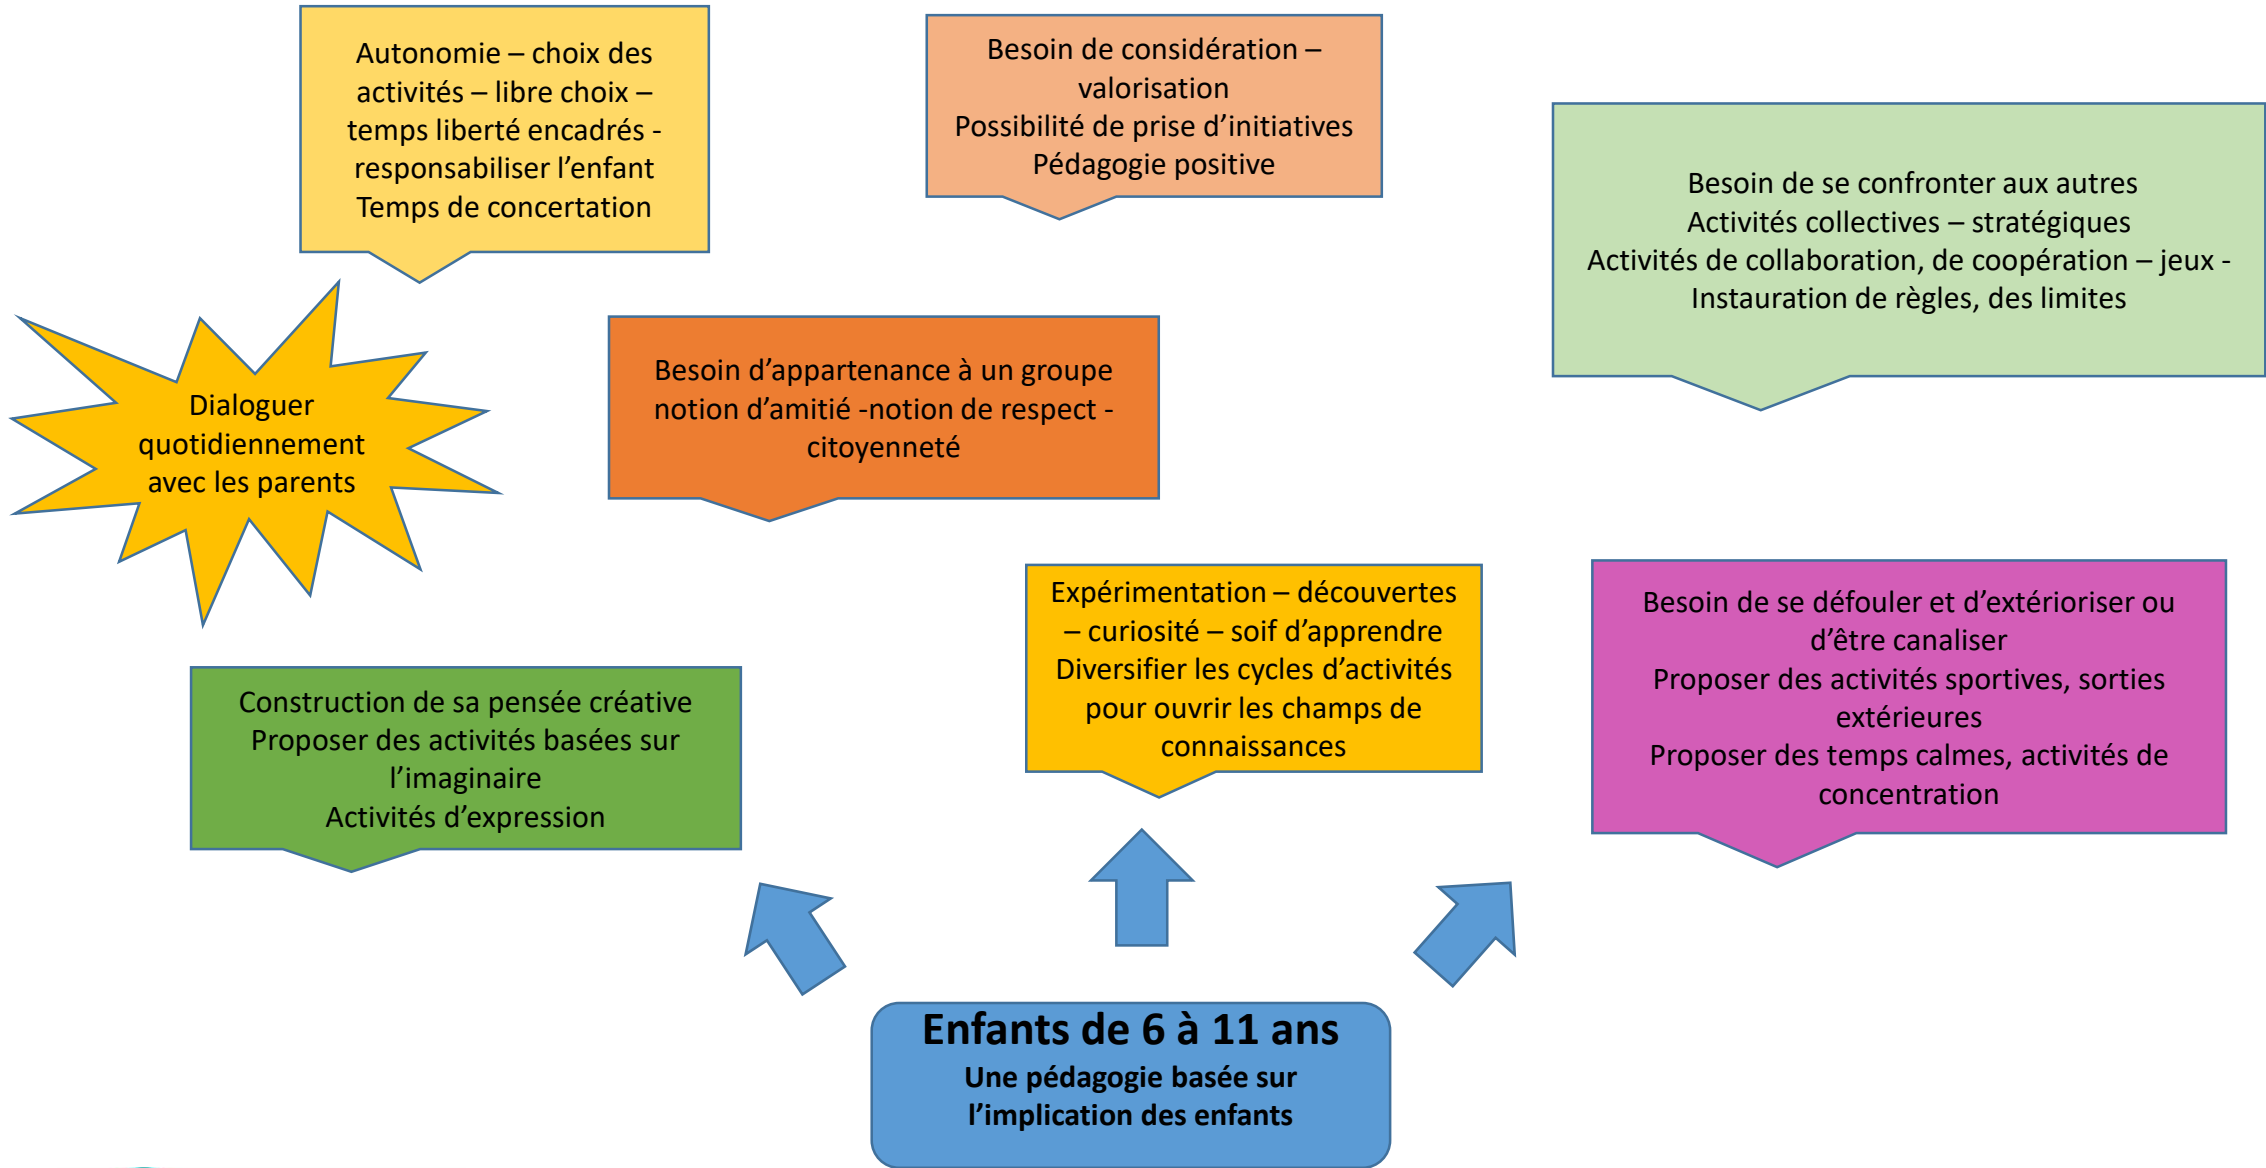 Autonomie – choix des
activités – libre choix –
temps liberté encadrés -
responsabiliser l’enfant
Temps de concertation
Besoin de considération –
valorisation
Possibilité de prise d’initiatives
Pédagogie positive
Besoin de se confronter aux autres
Activités collectives – stratégiques
Activités de collaboration, de coopération – jeux -
Instauration de règles, des limites
Dialoguer
quotidiennement
avec les parents
Besoin d’appartenance à un groupe
notion d’amitié -notion de respect -
citoyenneté
Expérimentation – découvertes
– curiosité – soif d’apprendre
Diversifier les cycles d’activités
pour ouvrir les champs de
connaissances
Besoin de se défouler et d’extérioriser ou
d’être canaliser
Proposer des activités sportives, sorties
extérieures
Proposer des temps calmes, activités de
concentration
Construction de sa pensée créative
Proposer des activités basées sur
l’imaginaire
Activités d’expression
Enfants de 6 à 11 ans
Une pédagogie basée sur
l’implication des enfants